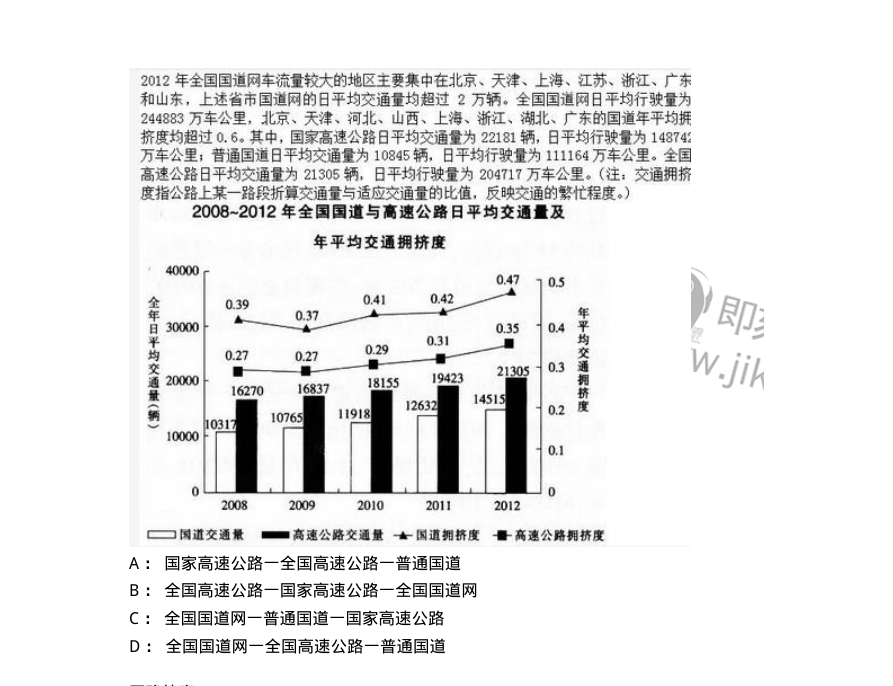 2012 年全国国道网车流量较大的地区主要集中在北京、天津、上海、江苏、浙江、广东
和山东，上述省市国道网的日平均交通量均超过 2 万辆。全国国道网日平均行驶量为
244883 万车公里，北京、天津、河北、山西、上海、浙江、湖北、广东的国道年平均拥
挤度均超过 0.6。其中，国家高速公路日平均交通量为 22181 辆，日平均行驶量为 148742
万车公里；普通国道日平均交通量为 10845 辆，日平均行驶量为 111164 万车公里。全国
高速公路日平均交通量为 21305 辆，日平均行驶量为 204717 万车公里。（注：交通拥挤
度指公路上某一路段折算交通量与适应交通量的比值，反映交通的繁忙程度。）
2008~2012 年全国国道与高速公路日平均交通量及
年平均交通拥挤度
全年日平均交通量（辆）
40000
30000
20000
10000
0
0.39 0.37 0.41 0.42 0.47
0.27 0.27 0.29 0.31 0.35
16270 16837 18155 19423 21305
10317 10765 11918 12632 14515
0.5
0.4
0.3
0.2
0.1
0
年平均交通拥挤度
2008 2009 2010 2011 2012
国道交通量 高速公路交通量 国道拥挤度 高速公路拥挤度
即
w.jik
A： 国家高速公路—全国高速公路—普通国道
B： 全国高速公路—国家高速公路—全国国道网
C： 全国国道网—普通国道—国家高速公路
D： 全国国道网—全国高速公路—普通国道